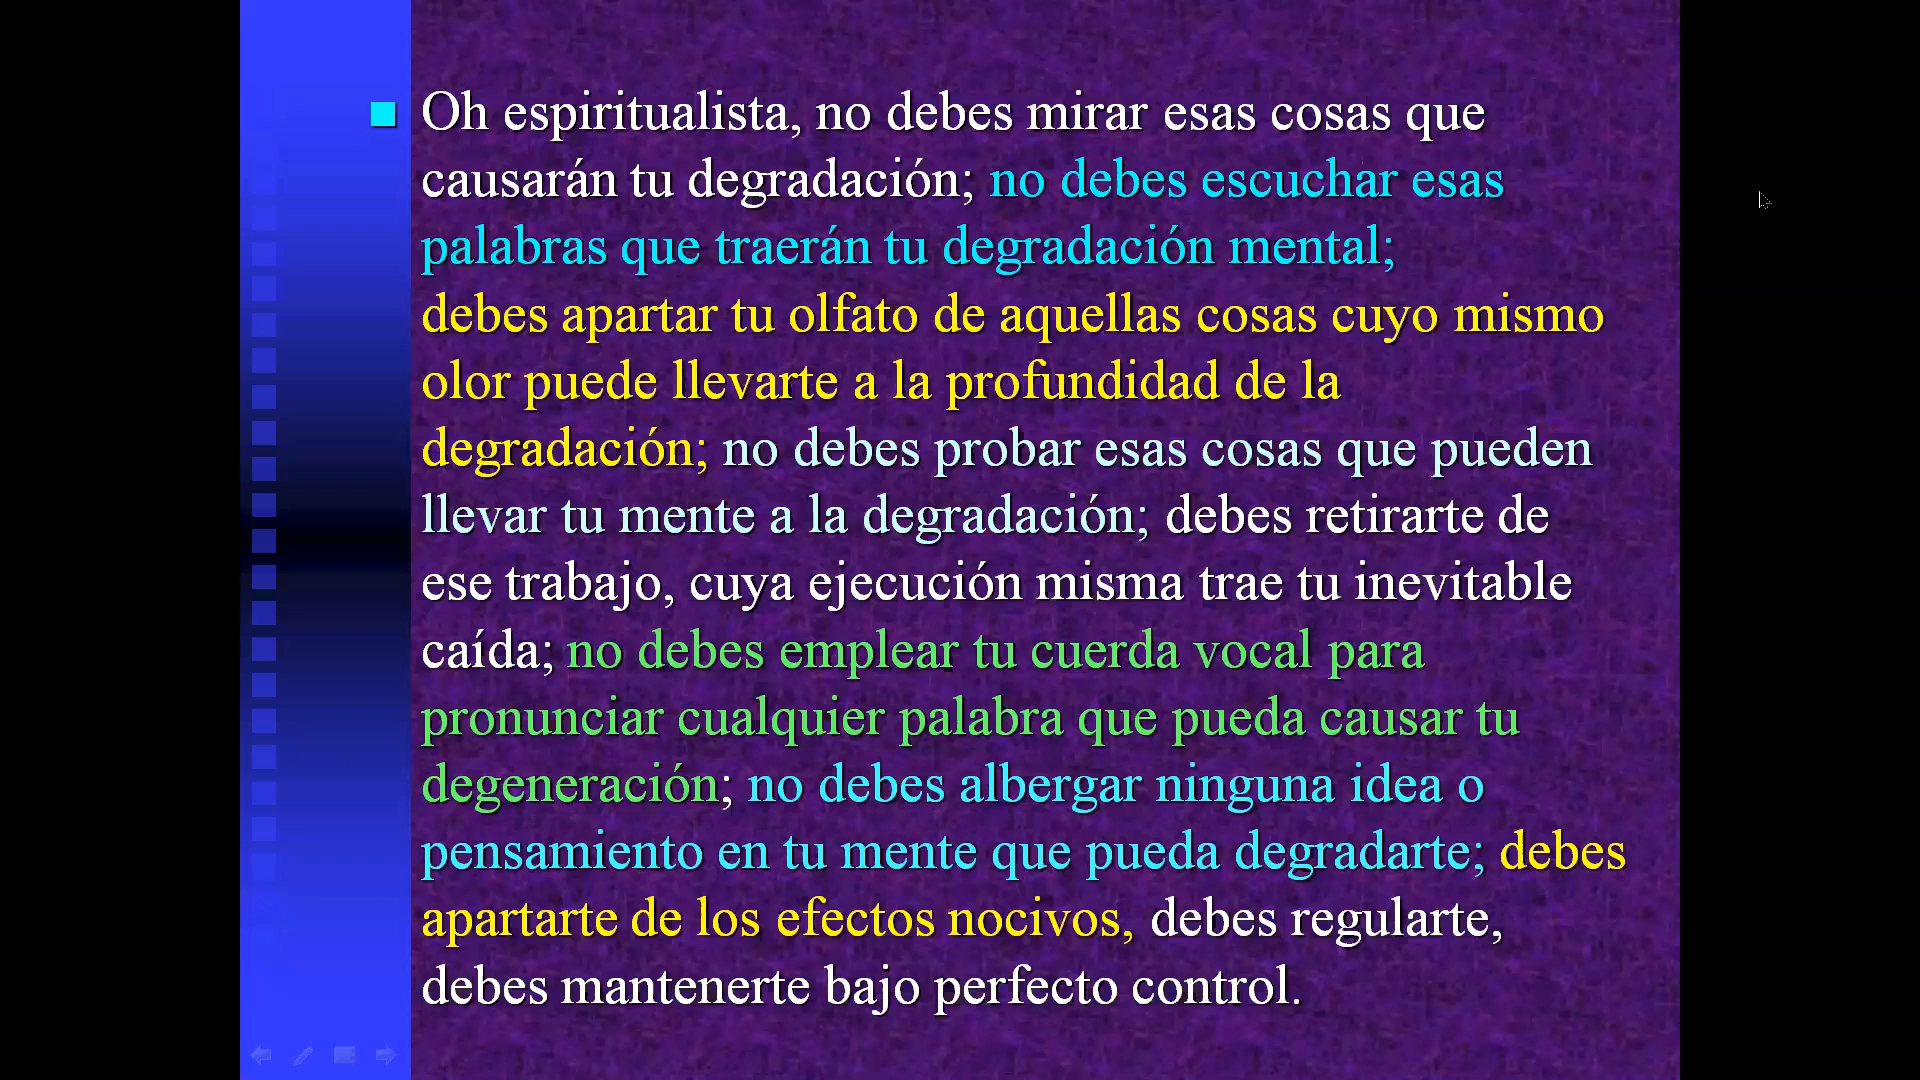 Oh espiritualista, no debes mirar esas cosas que
causarán tu degradación; no debes escuchar esas
palabras que traerán tu degradación mental;
debes apartar tu olfato de aquellas cosas cuyo mismo
olor puede llevarte a la profundidad de la
degradación; no debes probar esas cosas que pueden
llevar tu mente a la degradación; debes retirarte de
ese trabajo, cuya ejecución misma trae tu inevitable
caída; no debes emplear tu cuerda vocal para
pronunciar cualquier palabra que pueda causar tu
degeneración; no debes albergar ninguna idea o
pensamiento en tu mente que pueda degradarte; debes
apartarte de los efectos nocivos, debes regularte,
debes mantenerte bajo perfecto control.